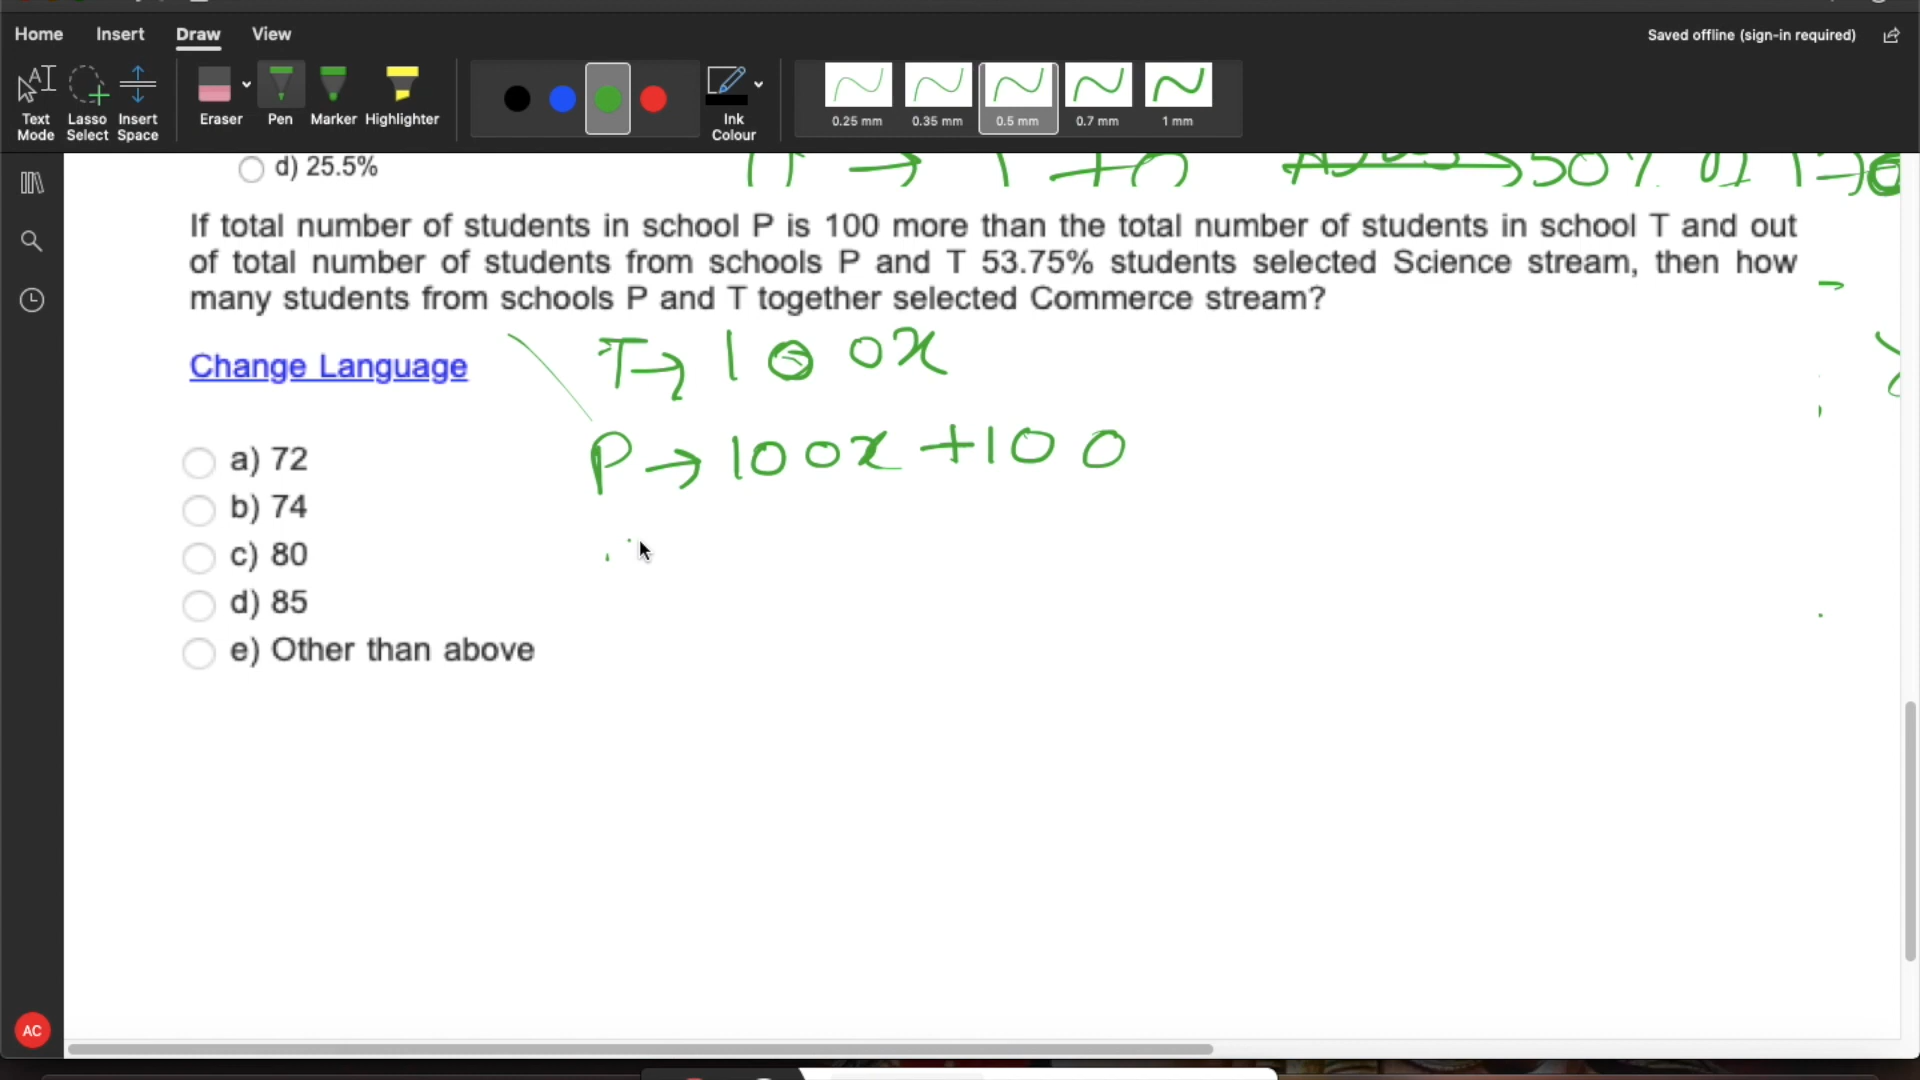 Home Insert Draw View Saved offline (sign-in required)
Text Mode Lasso Select Insert Space Eraser Pen Marker Highlighter Ink Colour 0.25 mm 0.35 mm 0.5 mm 0.7 mm 1 mm
d) 25.5%
50% of
If total number of students in school P is 100 more than the total number of students in school T and out
of total number of students from schools P and T 53.75% students selected Science stream, then how
many students from schools P and T together selected Commerce stream?
T→ 100x
Change Language
P→ 100x +100
a) 72
b) 74
c) 80
d) 85
e) Other than above
AC